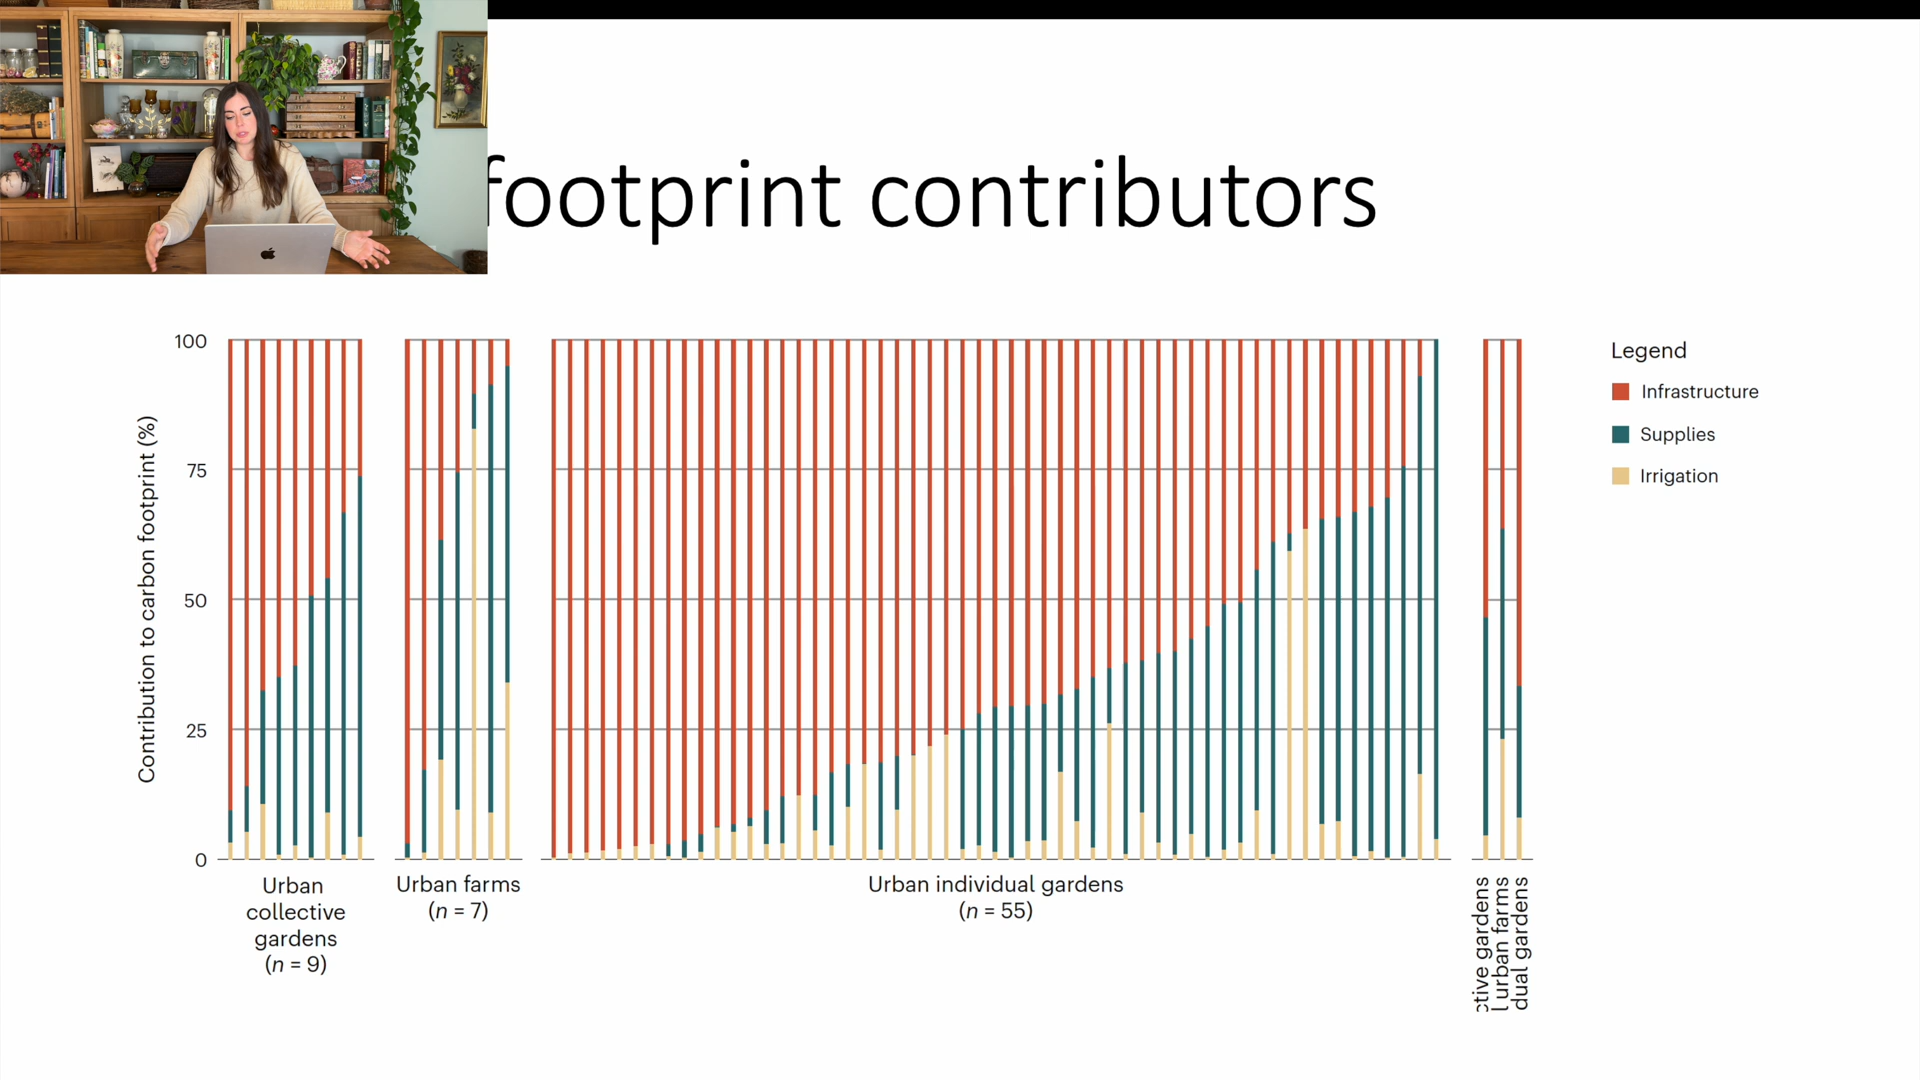 footprint contributors
Contribution to carbon footprint (%)
100
75
50
25
0
Urban
collective
gardens
(n = 9)
Urban farms
(n = 7)
Urban individual gardens
(n = 55)
ctive gardens
l urban farms
dual gardens
Legend
Infrastructure
Supplies
Irrigation